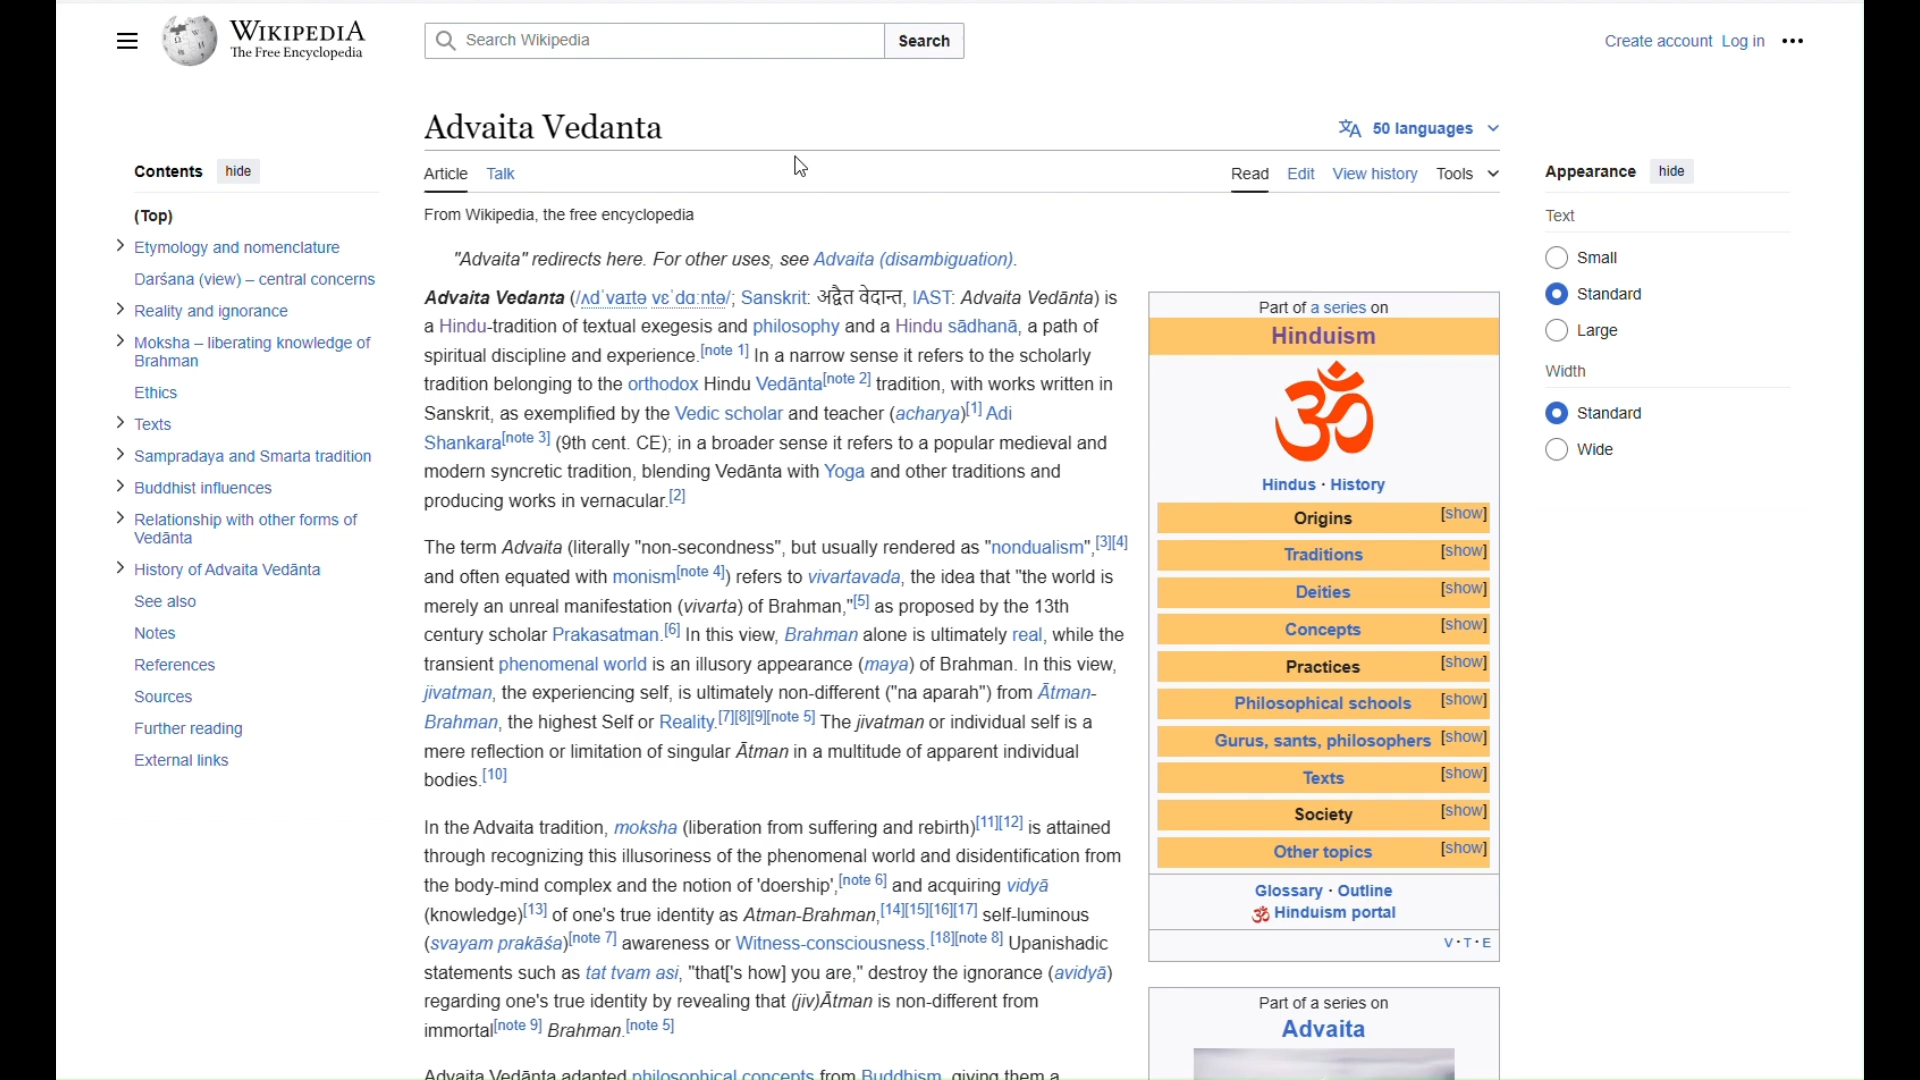 WIKIPEDIA
The Free Encyclopedia
Search Wikipedia
Search
Create account Log in
Advaita Vedanta
50 languages
Article Talk
Read Edit View history Tools
Contents hide
(Top)
Etymology and nomenclature
Darśana (view) – central concerns
Reality and ignorance
Moksha – liberating knowledge of
Brahman
Ethics
Texts
Sampradaya and Smarta tradition
Buddhist influences
Relationship with other forms of
Vedānta
History of Advaita Vedānta
See also
Notes
References
Sources
Further reading
External links
From Wikipedia, the free encyclopedia
"Advaita" redirects here. For other uses, see Advaita (disambiguation).
Advaita Vedanta (/ʌdˈvaɪtə vɛˈdɑːntə/; Sanskrit: अद्वैत वेदान्त, IAST: Advaita Vedānta) is
a Hindu-tradition of textual exegesis and philosophy and a Hindu sādhanā, a path of
spiritual discipline and experience.[note 1] In a narrow sense it refers to the scholarly
tradition belonging to the orthodox Hindu Vedānta[note 2] tradition, with works written in
Sanskrit, as exemplified by the Vedic scholar and teacher (acharya)[1] Adi
Shankara[note 3] (9th cent. CE); in a broader sense it refers to a popular medieval and
modern syncretic tradition, blending Vedānta with Yoga and other traditions and
producing works in vernacular.[2]
The term Advaita (literally "non-secondness", but usually rendered as "nondualism",[3][4]
and often equated with monism[note 4]) refers to vivartavada, the idea that "the world is
merely an unreal manifestation (vivarta) of Brahman,"[5] as proposed by the 13th
century scholar Prakasatman.[6] In this view, Brahman alone is ultimately real, while the
transient phenomenal world is an illusory appearance (maya) of Brahman. In this view,
jivatman, the experiencing self, is ultimately non-different ("na aparah") from Ātman-
Brahman, the highest Self or Reality.[7][8][9][note 5] The jivatman or individual self is a
mere reflection or limitation of singular Ātman in a multitude of apparent individual
bodies.[10]
In the Advaita tradition, moksha (liberation from suffering and rebirth)[11][12] is attained
through recognizing this illusoriness of the phenomenal world and disidentification from
the body-mind complex and the notion of 'doership',[note 6] and acquiring vidyā
(knowledge)[13] of one's true identity as Atman-Brahman,[14][15][16][17] self-luminous
(svayam prakāśa)[note 7] awareness or Witness-consciousness.[18][note 8] Upanishadic
statements such as tat tvam asi, "that['s how] you are," destroy the ignorance (avidyā)
regarding one's true identity by revealing that (jiv)Ātman is non-different from
immortal[note 9] Brahman.[note 5]
Advaita Vedānta adapted philosophical concepts from Buddhism, giving them a
Part of a series on
Hinduism
ॐ
Hindus · History
Origins [show]
Traditions [show]
Deities [show]
Concepts [show]
Practices [show]
Philosophical schools [show]
Gurus, sants, philosophers [show]
Texts [show]
Society [show]
Other topics [show]
Glossary · Outline
ॐ Hinduism portal
V·T·E
Part of a series on
Advaita
Appearance hide
Text
Small
Standard
Large
Width
Standard
Wide